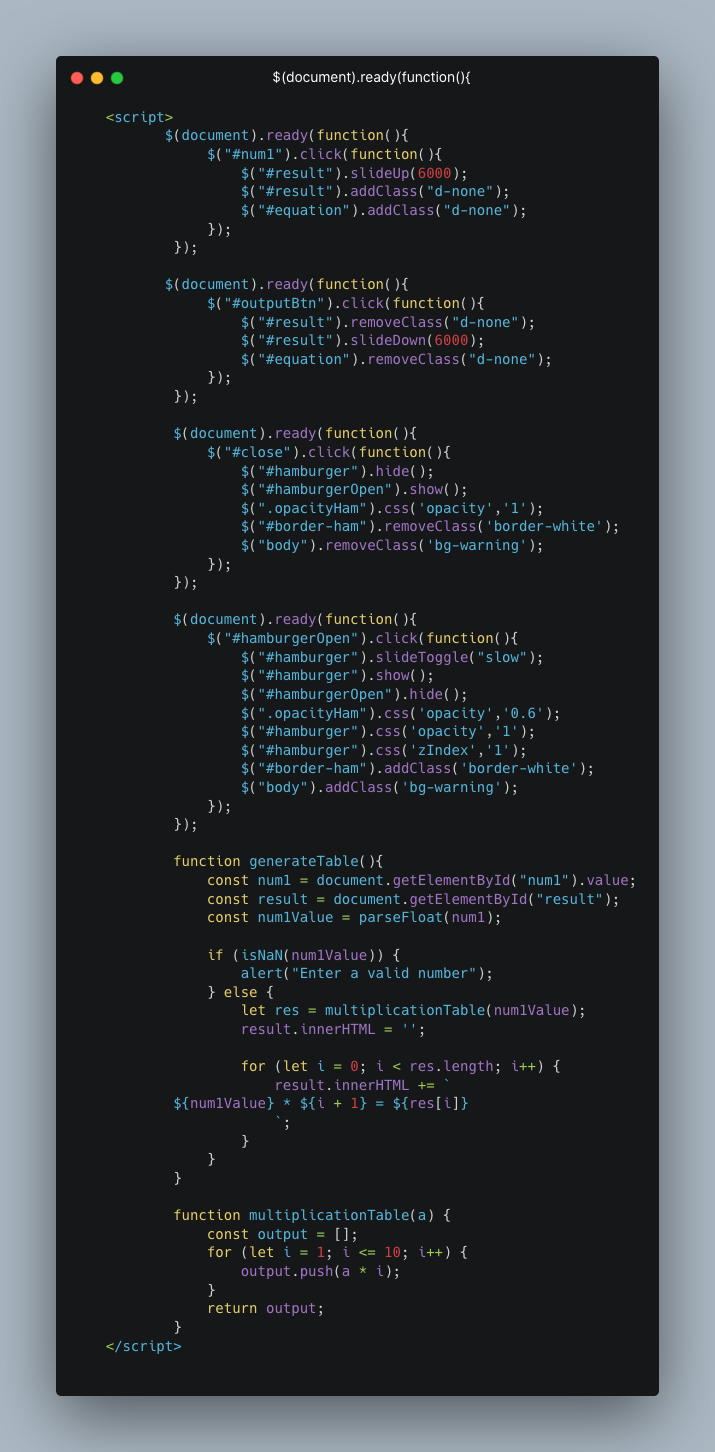 $(document).ready(function(){
<script>
$(document).ready(function(){
$("#num1").click(function(){
$("#result").slideUp(6000);
$("#result").addClass("d-none");
$("#equation").addClass("d-none");
});
});
$(document).ready(function(){
$("#outputBtn").click(function(){
$("#result").removeClass("d-none");
$("#result").slideDown(6000);
$("#equation").removeClass("d-none");
});
});
$(document).ready(function(){
$("#close").click(function(){
$("#hamburger").hide();
$("#hamburgerOpen").show();
$(".opacityHam").css('opacity','1');
$("#border-ham").removeClass('border-white');
$("body").removeClass('bg-warning');
});
});
$(document).ready(function(){
$("#hamburgerOpen").click(function(){
$("#hamburger").slideToggle("slow");
$("#hamburger").show();
$("#hamburgerOpen").hide();
$(".opacityHam").css('opacity','0.6');
$("#hamburger").css('opacity','1');
$("#hamburger").css('zIndex','1');
$("#border-ham").addClass('border-white');
$("body").addClass('bg-warning');
});
});
function generateTable(){
const num1 = document.getElementById("num1").value;
const result = document.getElementById("result");
const num1Value = parseFloat(num1);
if (isNaN(num1Value)) {
alert("Enter a valid number");
} else {
let res = multiplicationTable(num1Value);
result.innerHTML = '';
for (let i = 0; i < res.length; i++) {
result.innerHTML += `
${num1Value} * ${i + 1} = ${res[i]}
`;
}
}
}
function multiplicationTable(a) {
const output = [];
for (let i = 1; i <= 10; i++) {
output.push(a * i);
}
return output;
}
</script>